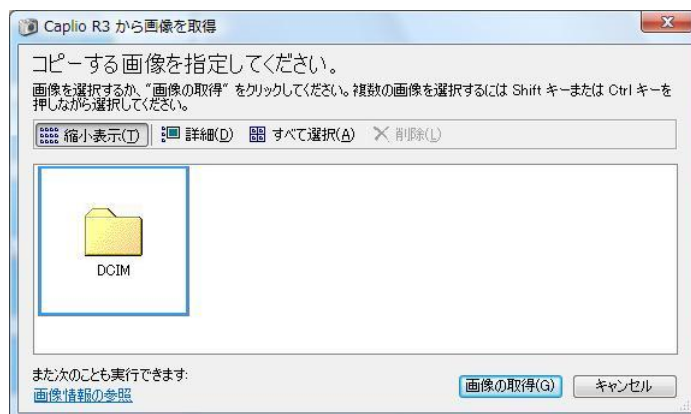 Caplio R3 から画像を取得
コピーする画像を指定してください。
画像を選択するか、"画像の取得" をクリックしてください。複数の画像を選択するには Shift キーまたは Ctrl キーを
押しながら選択してください。
縮小表示(T) 詳細(D) すべて選択(A) 削除(L)
DCIM
また次のことも実行できます:
画像情報の参照
画像の取得(G) キャンセル